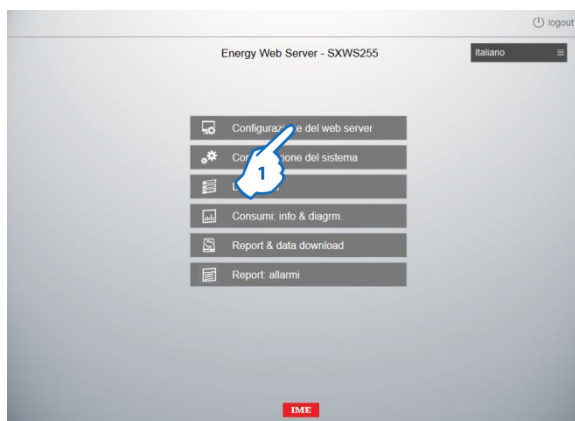 logout
Energy Web Server - SXWS255
Italiano
Configurazione del web server
del sistema
1
Consumi: info & diagrm.
Report & data download
Report: allarmi
IME